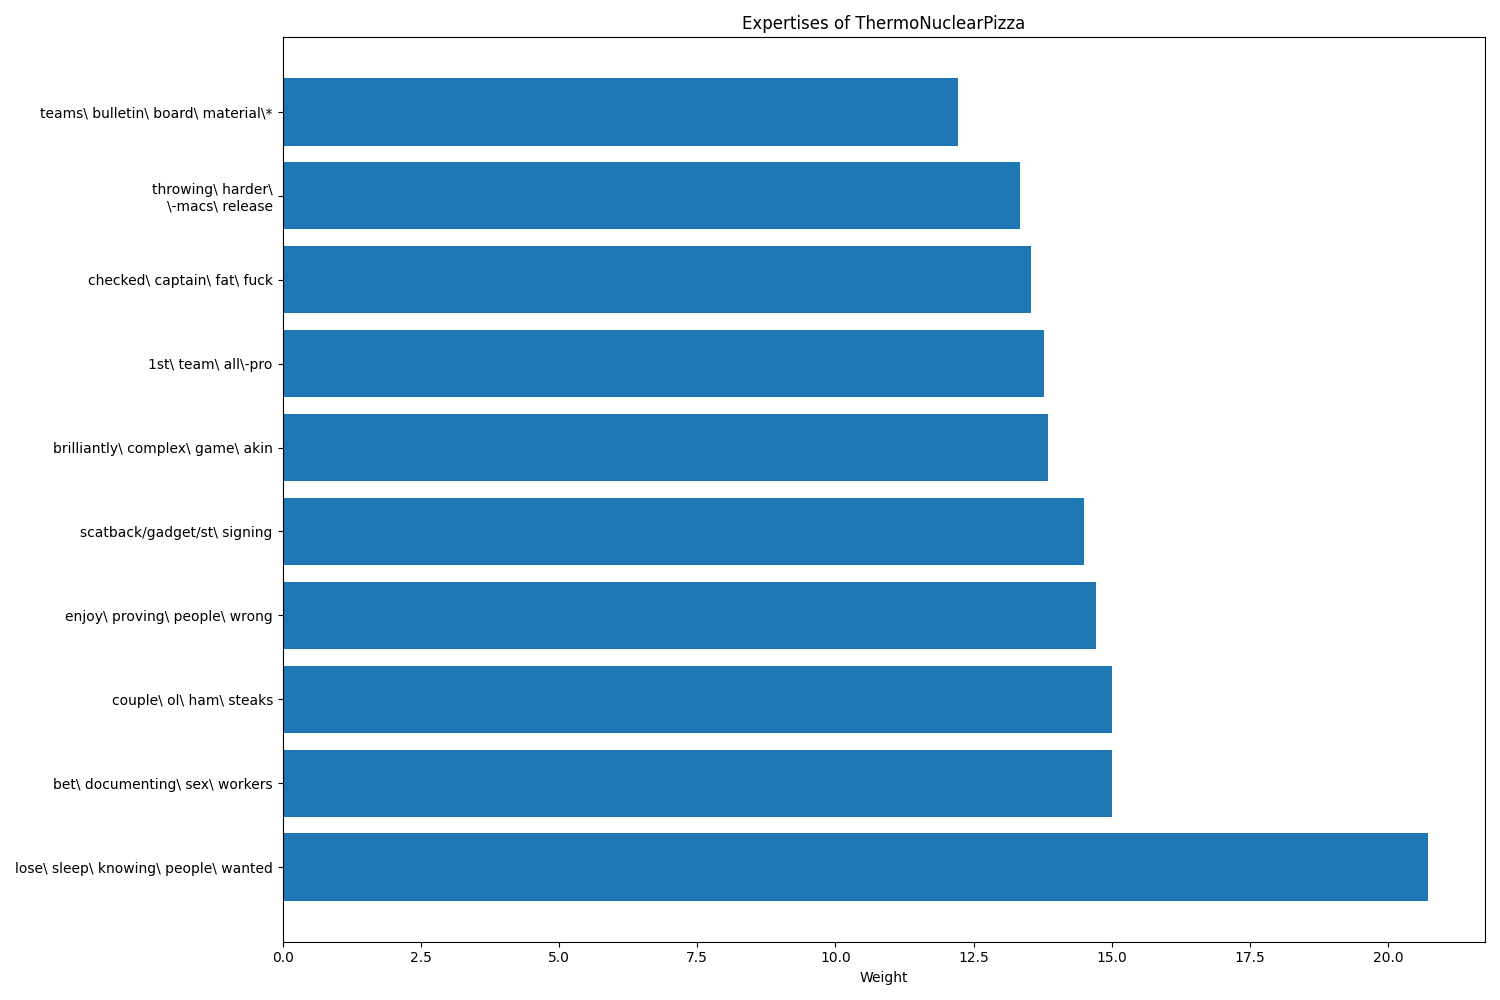 Expertises of ThermoNuclearPizza
teams\ bulletin\ board\ material\*
throwing\ harder\
\-macs\ release
checked\ captain\ fat\ fuck
1st\ team\ all\-pro
brilliantly\ complex\ game\ akin
scatback/gadget/st\ signing
enjoy\ proving\ people\ wrong
couple\ ol\ ham\ steaks
bet\ documenting\ sex\ workers
lose\ sleep\ knowing\ people\ wanted
0.0 2.5 5.0 7.5 10.0 12.5 15.0 17.5 20.0
Weight